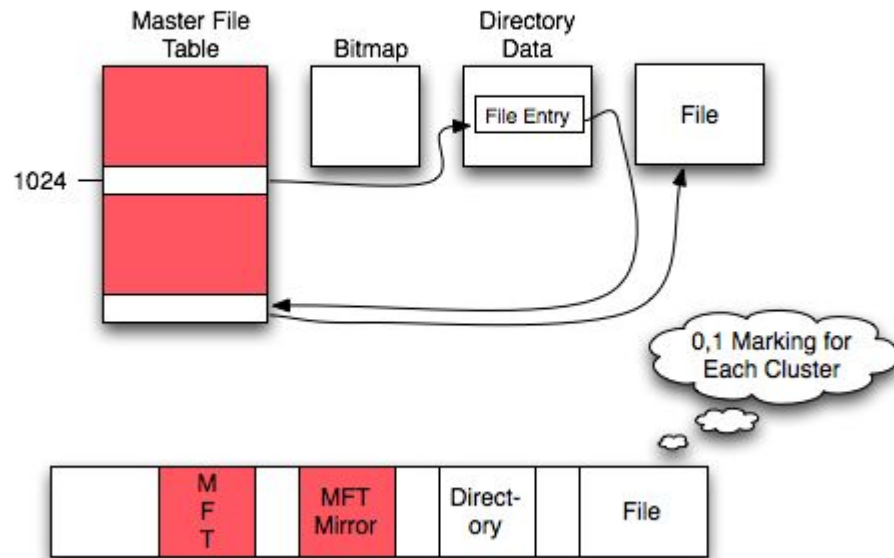 Master File
Table
Bitmap
Directory
Data
File Entry
File
1024
0,1 Marking for
Each Cluster
M
F
T
MFT
Mirror
Direct-
ory
File